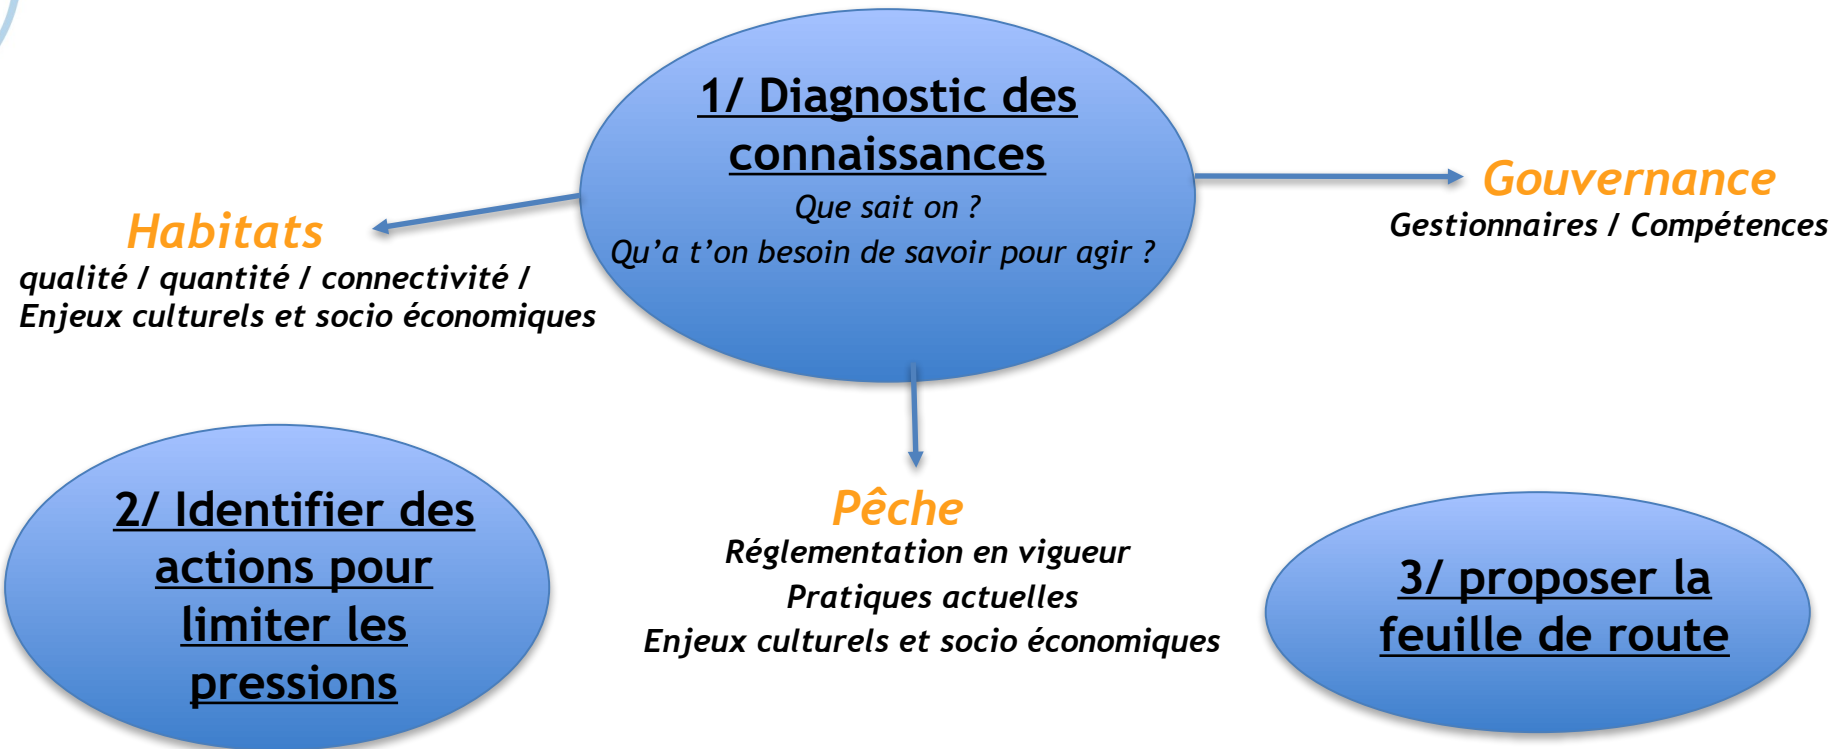 1/ Diagnostic des
connaissances
Que sait on ?
Qu'a t'on besoin de savoir pour agir ?
Habitats
qualité / quantité / connectivité /
Enjeux culturels et socio économiques
Gouvernance
Gestionnaires / Compétences
Pêche
Réglementation en vigueur
Pratiques actuelles
Enjeux culturels et socio économiques
2/ Identifier des
actions pour
limiter les
pressions
3/ proposer la
feuille de route